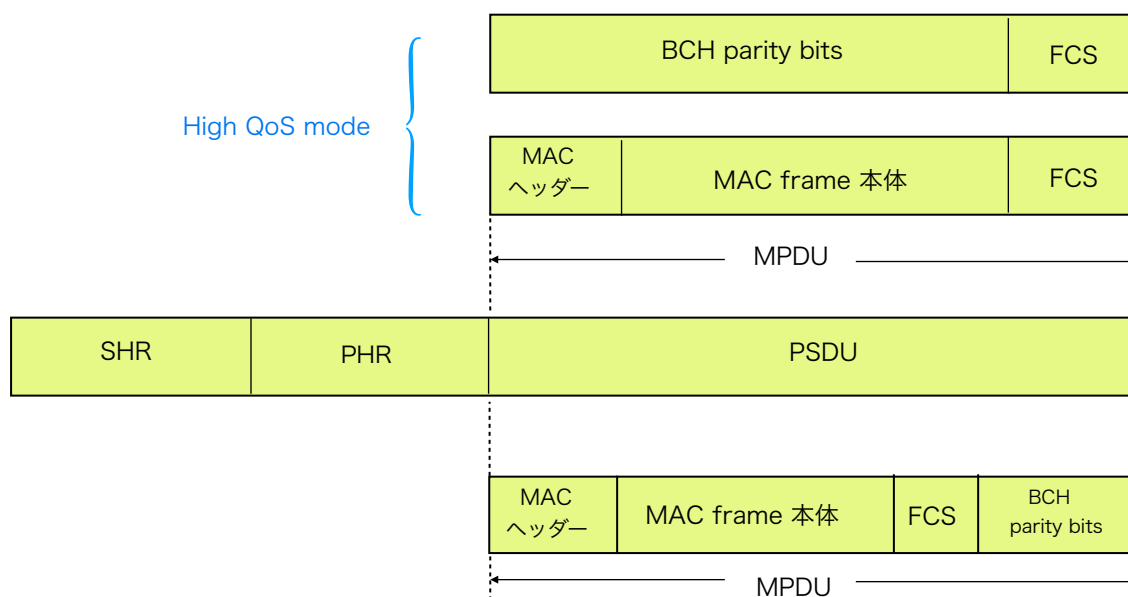 BCH parity bits
FCS
High QoS mode
MAC
ヘッダー
MAC frame 本体
FCS
MPDU
SHR
PHR
PSDU
MAC
ヘッダー
MAC frame 本体
FCS
BCH
parity bits
MPDU